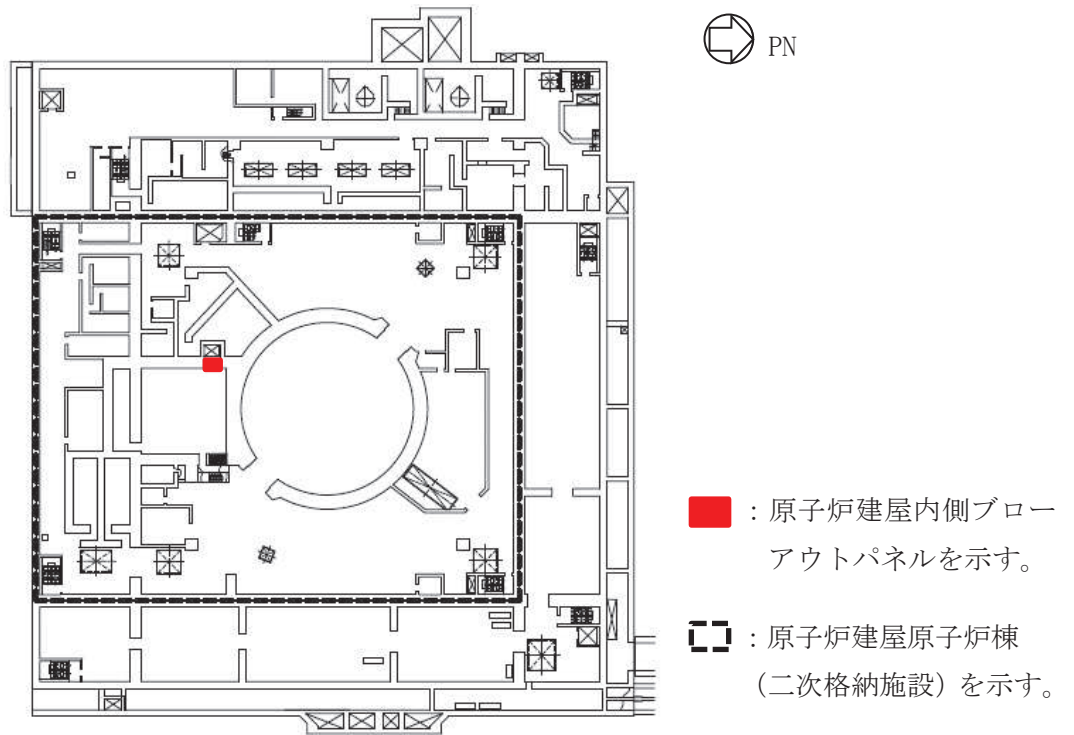 PN
：原子炉建屋内側ブロー
アウトパネルを示す。
：原子炉建屋原子炉棟
（二次格納施設）を示す。